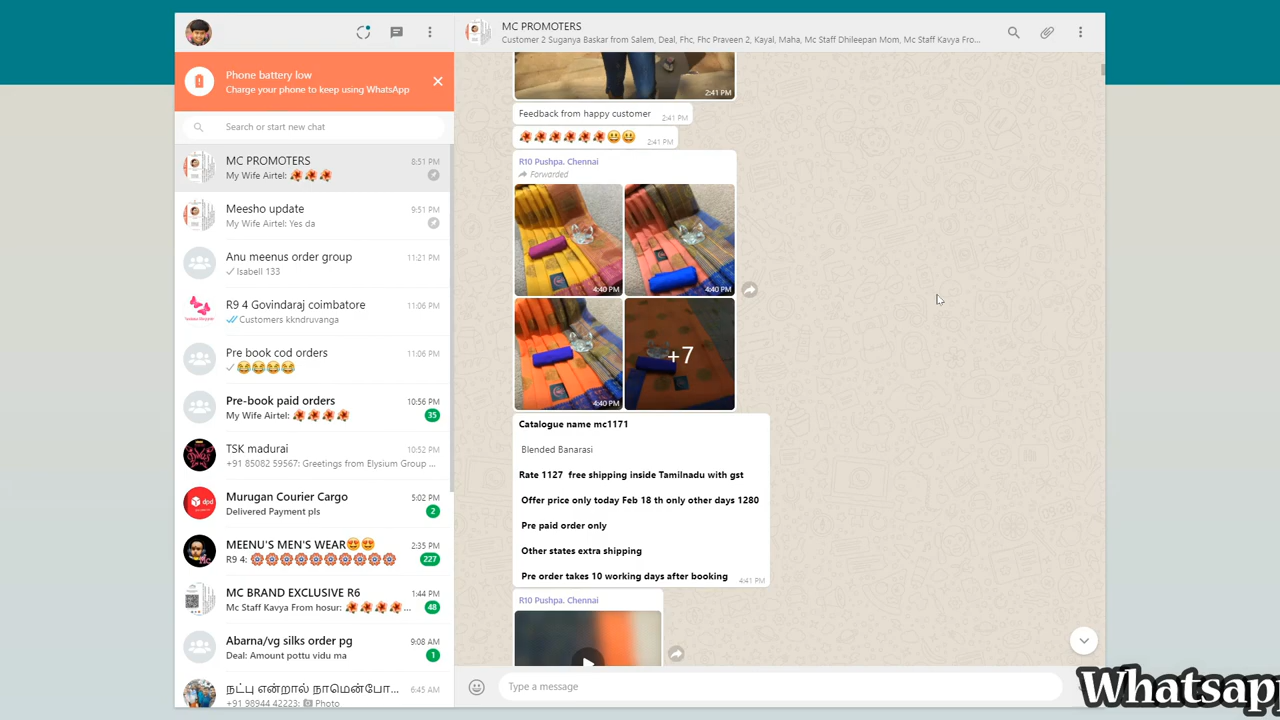 MC PROMOTERS
Customer 2 Suganya Baskar from Salem, Deal, Fhc, Fhc Praveen 2, Kayal, Maha, Mc Staff Dhileepan Mom, Mc Staff Kavya Fro...
Phone battery low
Charge your phone to keep using WhatsApp
Search or start new chat
MC PROMOTERS 8:51 PM
My Wife Airtel: 🌺🌺🌺
Meesho update 9:51 PM
My Wife Airtel: Yes da
Anu meenus order group 11:21 PM
Isabell 133
R9 4 Govindaraj coimbatore 11:06 PM
Customers kkndruvanga
Pre book cod orders 11:06 PM
😂😂😂😂
Pre-book paid orders 10:56 PM
My Wife Airtel: 🌺🌺🌺🌺 35
TSK madurai 10:52 PM
+91 85082 59567: Greetings from Elysium Group ...
Murugan Courier Cargo 5:02 PM
Delivered Payment pls 2
MEENU'S MEN'S WEAR😍😍 2:35 PM
R9 4: 🏵️🏵️🏵️🏵️🏵️🏵️🏵️🏵️🏵️🏵️ 227
MC BRAND EXCLUSIVE R6 1:44 PM
Mc Staff Kavya From hosur: 🌺🌺🌺🌺... 48
Abarna/vg silks order pg 9:08 AM
Deal: Amount pottu vidu ma 1
நட்பு என்றால் நாமென்போ... 6:45 AM
+91 98944 42223: Photo
2:41 PM
Feedback from happy customer 2:41 PM
🌺🌺🌺🌺🌺🌺😃😃 2:41 PM
R10 Pushpa. Chennai
Forwarded
4:40 PM 4:40 PM
4:40 PM +7
Catalogue name mc1171
Blended Banarasi
Rate 1127 free shipping inside Tamilnadu with gst
Offer price only today Feb 18 th only other days 1280
Pre paid order only
Other states extra shipping
Pre order takes 10 working days after booking 4:41 PM
R10 Pushpa. Chennai
Type a message
Whatsapp